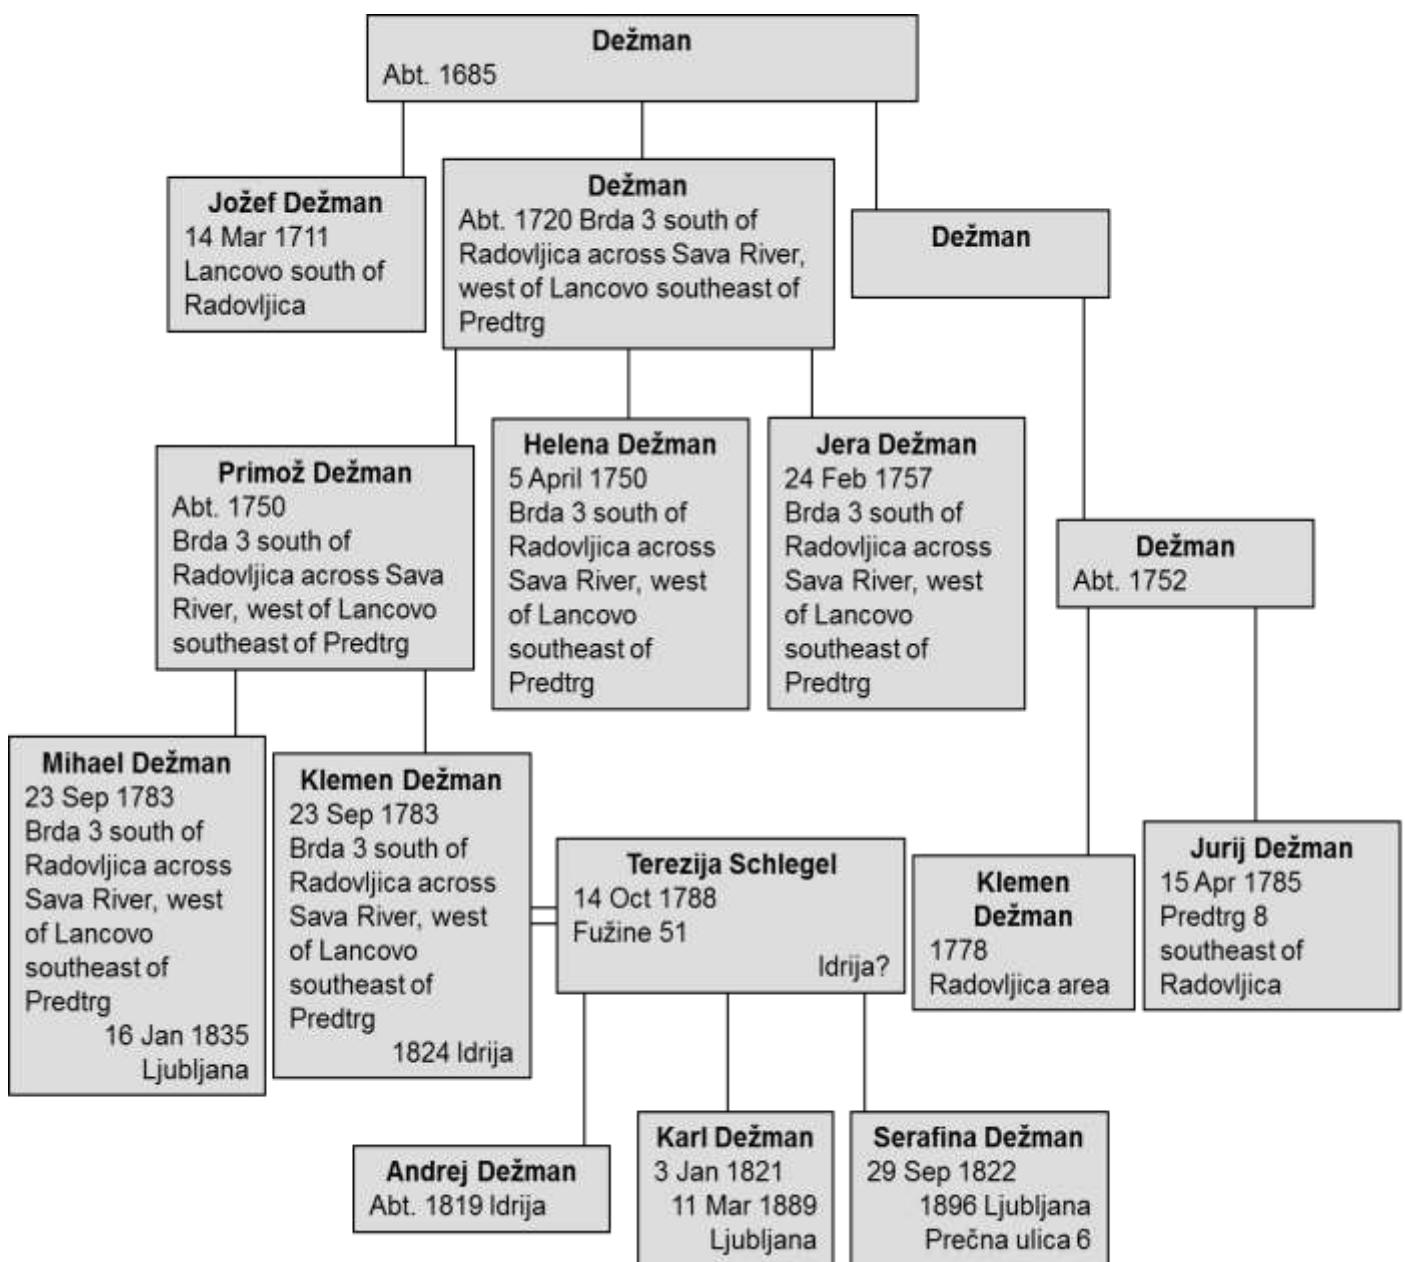 Dežman
Abt. 1685
Jožef Dežman
14 Mar 1711
Lancovo south of
Radovljica
Dežman
Abt. 1720 Brda 3 south of
Radovljica across Sava River,
west of Lancovo southeast of
Predtrg
Dežman
Primož Dežman
Abt. 1750
Brda 3 south of
Radovljica across Sava
River, west of Lancovo
southeast of Predtrg
Helena Dežman
5 April 1750
Brda 3 south of
Radovljica across
Sava River, west
of Lancovo
southeast of
Predtrg
Jera Dežman
24 Feb 1757
Brda 3 south of
Radovljica across
Sava River, west
of Lancovo
southeast of
Predtrg
Dežman
Abt. 1752
Mihael Dežman
23 Sep 1783
Brda 3 south of
Radovljica across
Sava River, west
of Lancovo
southeast of
Predtrg
16 Jan 1835
Ljubljana
Klemen Dežman
23 Sep 1783
Brda 3 south of
Radovljica across
Sava River, west
of Lancovo
southeast of
Predtrg
1824 Idrija
Terezija Schlegel
14 Oct 1788
Fužine 51
Idrija?
Klemen
Dežman
1778
Radovljica area
Jurij Dežman
15 Apr 1785
Predtrg 8
southeast of
Radovljica
Andrej Dežman
Abt. 1819 Idrija
Karl Dežman
3 Jan 1821
11 Mar 1889
Ljubljana
Serafina Dežman
29 Sep 1822
1896 Ljubljana
Prečna ulica 6